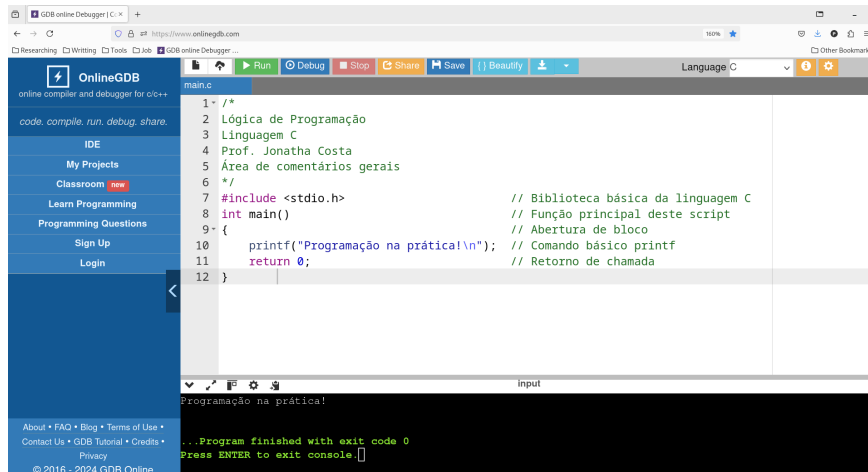 GDB online Debugger | Co
https://www.onlinegdb.com
160%
Researching Writting Tools Job GDB online Debugger ...
Other Bookmark
OnlineGDB
online compiler and debugger for c/c++
code. compile. run. debug. share.
IDE
My Projects
Classroom new
Learn Programming
Programming Questions
Sign Up
Login
About • FAQ • Blog • Terms of Use •
Contact Us • GDB Tutorial • Credits •
Privacy
© 2016 - 2024 GDB Online
Run Debug Stop Share Save { } Beautify
Language C
main.c
1 /*
2 Lógica de Programação
3 Linguagem C
4 Prof. Jonatha Costa
5 Área de comentários gerais
6 */
7 #include <stdio.h> // Biblioteca básica da linguagem C
8 int main() // Função principal deste script
9 { // Abertura de bloco
10 printf("Programação na prática!\n"); // Comando básico printf
11 return 0; // Retorno de chamada
12 }
input
Programação na prática!
...Program finished with exit code 0
Press ENTER to exit console.